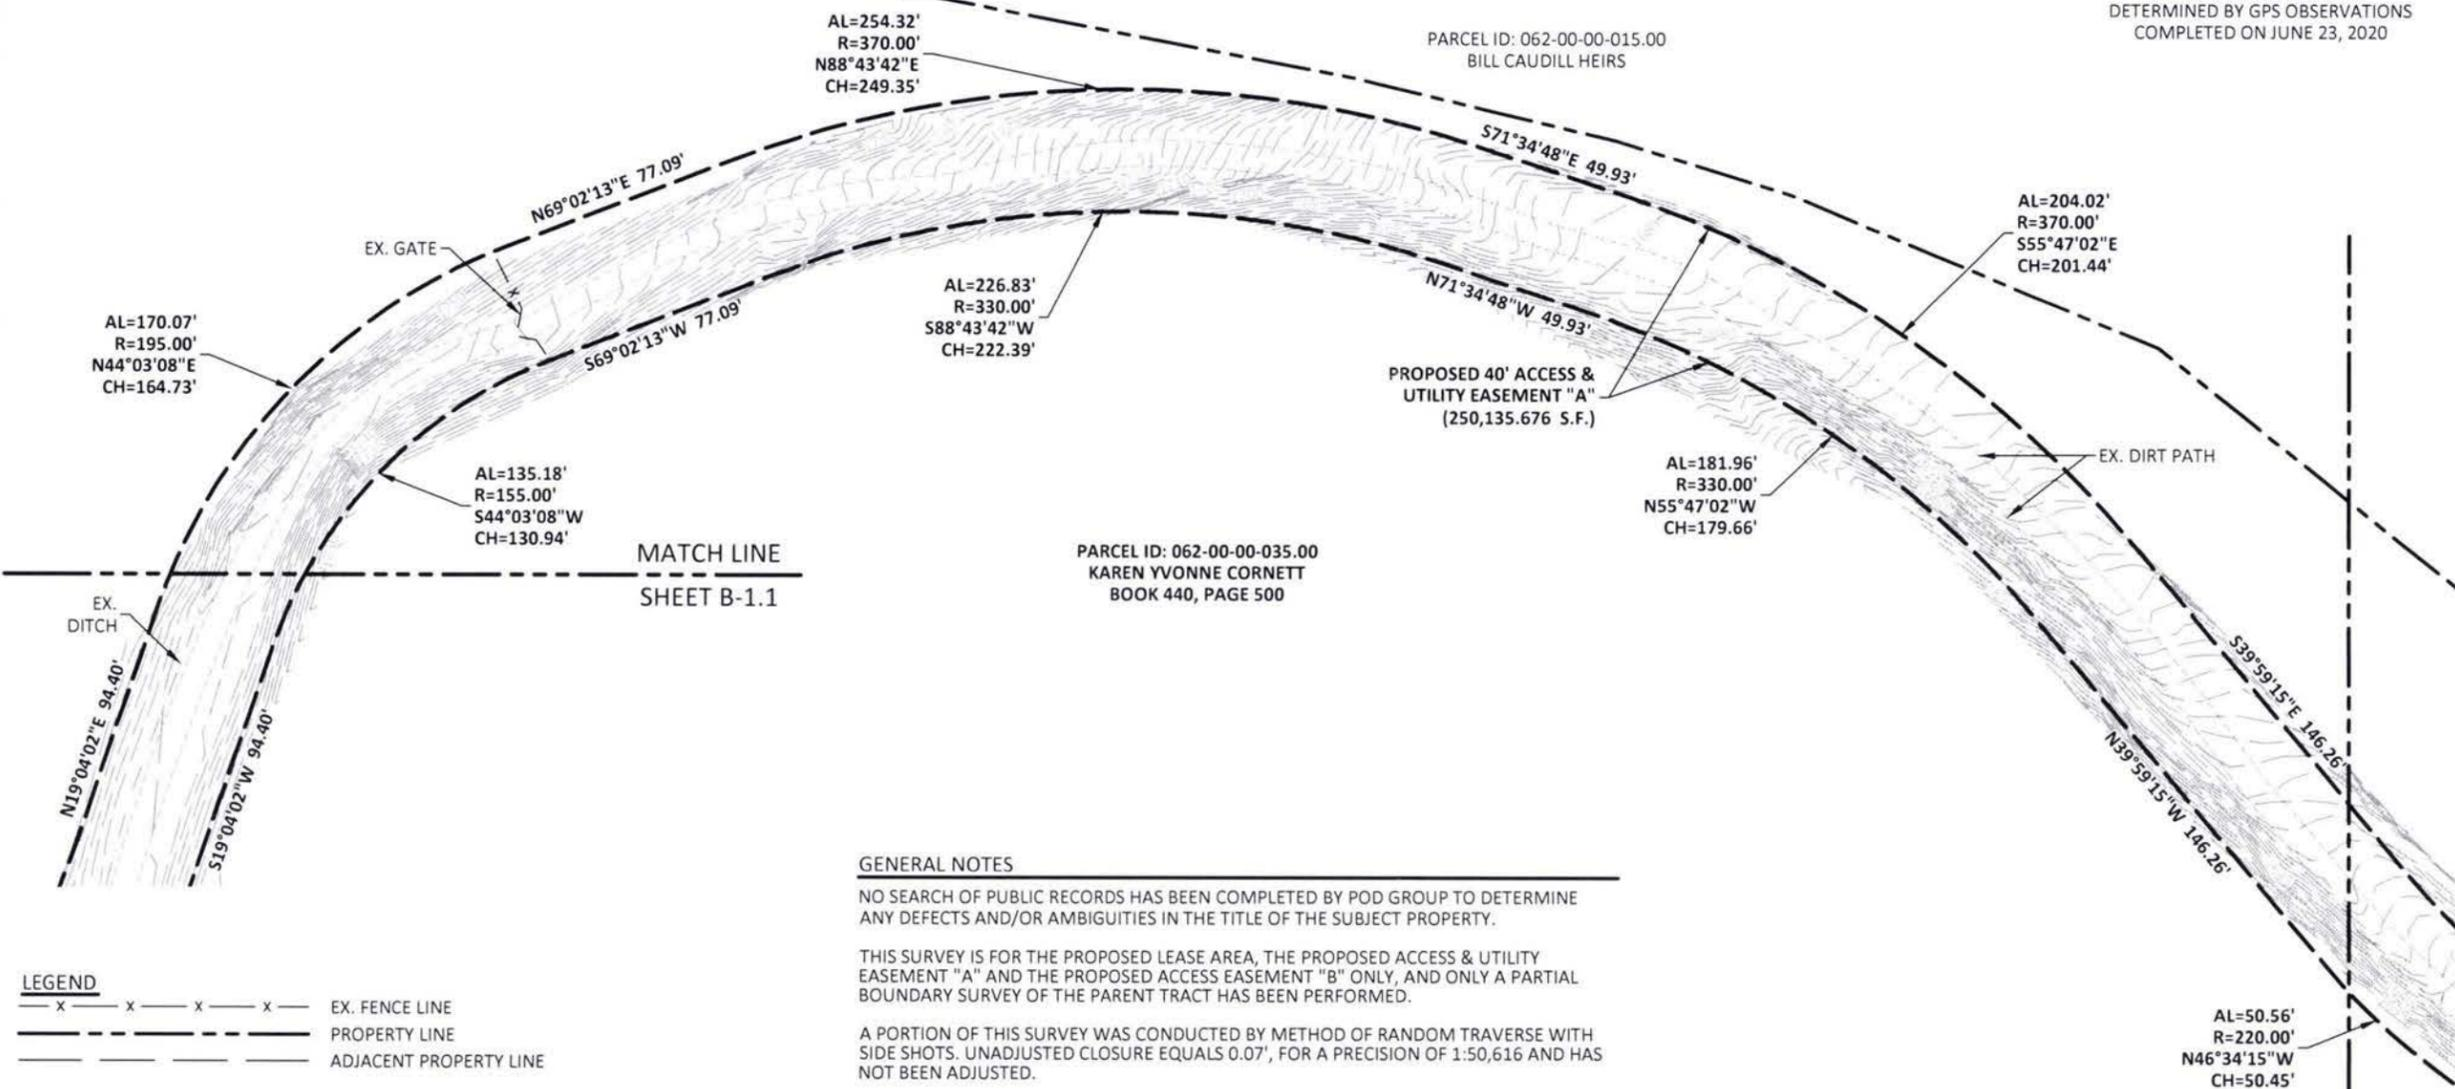 DETERMINED BY GPS OBSERVATIONS
COMPLETED ON JUNE 23, 2020
AL=254.32'
R=370.00'
N88°43'42"E
CH=249.35'
PARCEL ID: 062-00-00-015.00
BILL CAUDILL HEIRS
S71°34'48"E 49.93'
N69°02'13"E 77.09'
AL=204.02'
R=370.00'
S55°47'02"E
CH=201.44'
EX. GATE
X
AL=226.83'
R=330.00'
S88°43'42"W
CH=222.39'
N71°34'48"W 49.93'
AL=170.07'
R=195.00'
N44°03'08"E
CH=164.73'
S69°02'13"W 77.09'
PROPOSED 40' ACCESS &
UTILITY EASEMENT "A"
(250,135.676 S.F.)
AL=181.96'
R=330.00'
N55°47'02"W
CH=179.66'
EX. DIRT PATH
AL=135.18'
R=155.00'
S44°03'08"W
CH=130.94'
MATCH LINE
SHEET B-1.1
PARCEL ID: 062-00-00-035.00
KAREN YVONNE CORNETT
BOOK 440, PAGE 500
EX.
DITCH
N19°04'02"E 94.40'
S19°04'02"W 94.40'
S39°59'15"E 146.26'
N39°59'15"W 146.26'
GENERAL NOTES
NO SEARCH OF PUBLIC RECORDS HAS BEEN COMPLETED BY POD GROUP TO DETERMINE
ANY DEFECTS AND/OR AMBIGUITIES IN THE TITLE OF THE SUBJECT PROPERTY.
THIS SURVEY IS FOR THE PROPOSED LEASE AREA, THE PROPOSED ACCESS & UTILITY
EASEMENT "A" AND THE PROPOSED ACCESS EASEMENT "B" ONLY, AND ONLY A PARTIAL
BOUNDARY SURVEY OF THE PARENT TRACT HAS BEEN PERFORMED.
A PORTION OF THIS SURVEY WAS CONDUCTED BY METHOD OF RANDOM TRAVERSE WITH
SIDE SHOTS. UNADJUSTED CLOSURE EQUALS 0.07', FOR A PRECISION OF 1:50,616 AND HAS
NOT BEEN ADJUSTED.
LEGEND
X X X X EX. FENCE LINE
PROPERTY LINE
ADJACENT PROPERTY LINE
AL=50.56'
R=220.00'
N46°34'15"W
CH=50.45'